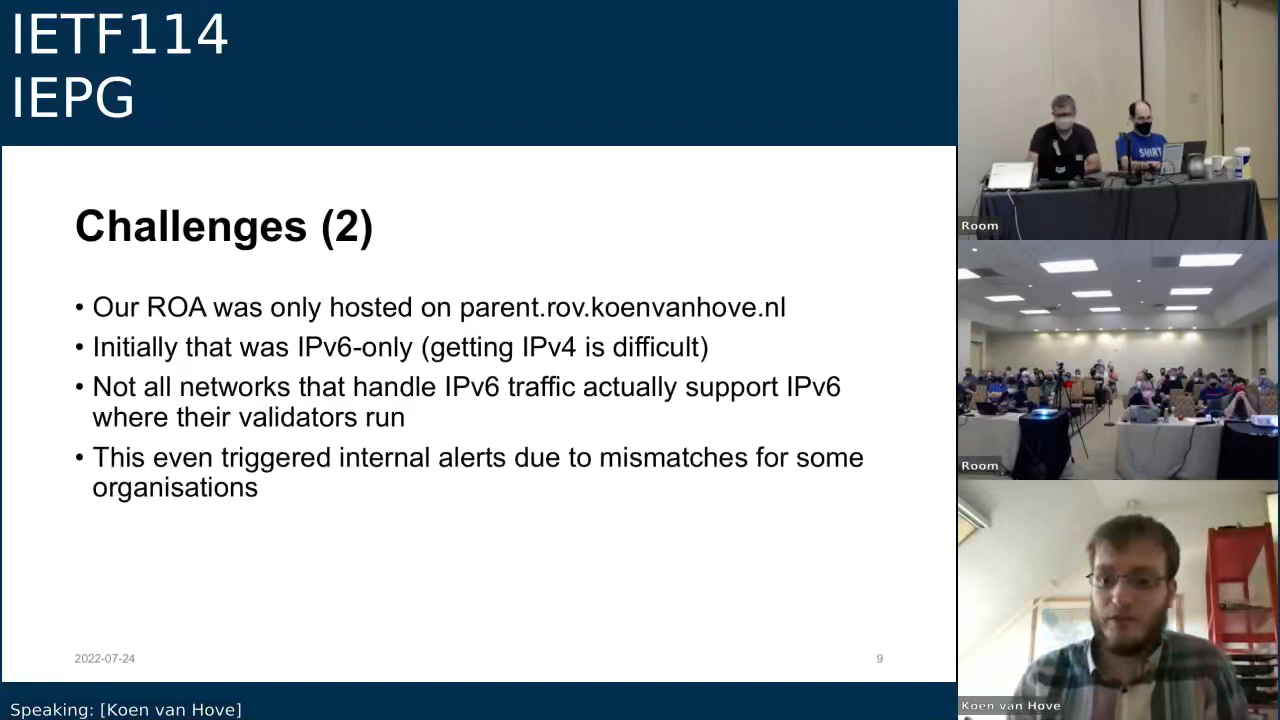 IETF114
IEPG
Challenges (2)
• Our ROA was only hosted on parent.rov.koenvanhove.nl
• Initially that was IPv6-only (getting IPv4 is difficult)
• Not all networks that handle IPv6 traffic actually support IPv6
where their validators run
• This even triggered internal alerts due to mismatches for some
organisations
2022-07-24
9
Speaking: [Koen van Hove]
SHIRT
Room
Room
Koen van Hove